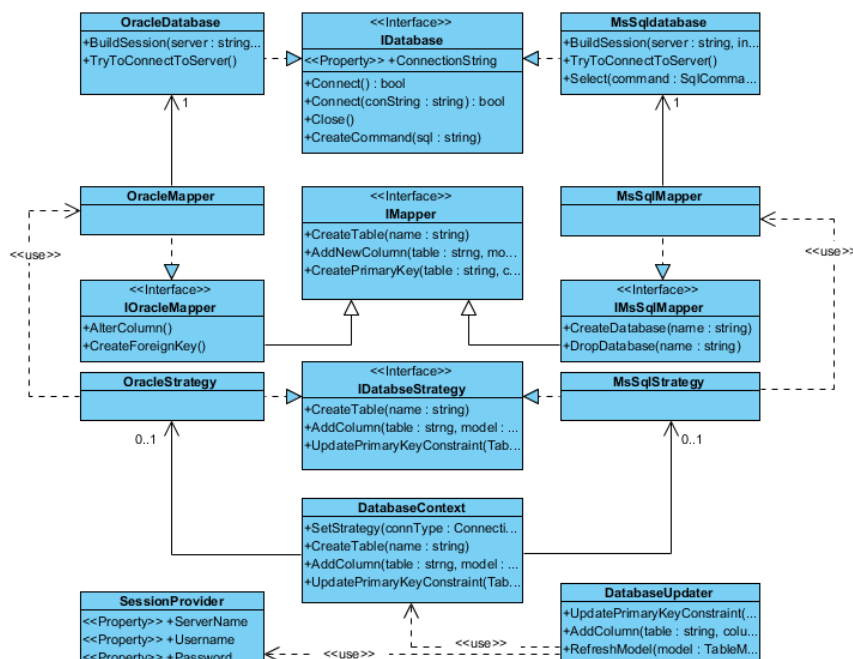 OracleDatabase
+BuildSession(server : string...
+TryToConnectToServer()
<<Interface>>
IDatabase
<<Property>> +ConnectionString
+Connect() : bool
+Connect(conString : string) : bool
+Close()
+CreateCommand(sql : string)
MsSqldatabase
+BuildSession(server : string, in...
+TryToConnectToServer()
+Select(command : SqlComma...
1
1
OracleMapper
<<Interface>>
IMapper
+CreateTable(name : string)
+AddNewColumn(table : strng, mo...
+CreatePrimaryKey(table : string, c...
MsSqlMapper
<<use>>
<<use>>
<<Interface>>
IOracleMapper
+AlterColumn()
+CreateForeignKey()
<<Interface>>
IMsSqlMapper
+CreateDatabase(name : string)
+DropDatabase(name : string)
OracleStrategy
<<Interface>>
IDatabseStrategy
+CreateTable(name : string)
+AddColumn(table : strng, model : ...
+UpdatePrimaryKeyConstraint(Tab...
MsSqlStrategy
0..1
0..1
DatabaseContext
+SetStrategy(connType : Connecti...
+CreateTable(name : string)
+AddColumn(table : strng, model : ...
+UpdatePrimaryKeyConstraint(Tab...
SessionProvider
<<Property>> +ServerName
<<Property>> +Username
<<Property>> +Password
DatabaseUpdater
+UpdatePrimaryKeyConstraint(...
+AddColumn(table : string, colu...
+RefreshModel(model : TableM...
<<use>>
<<use>>